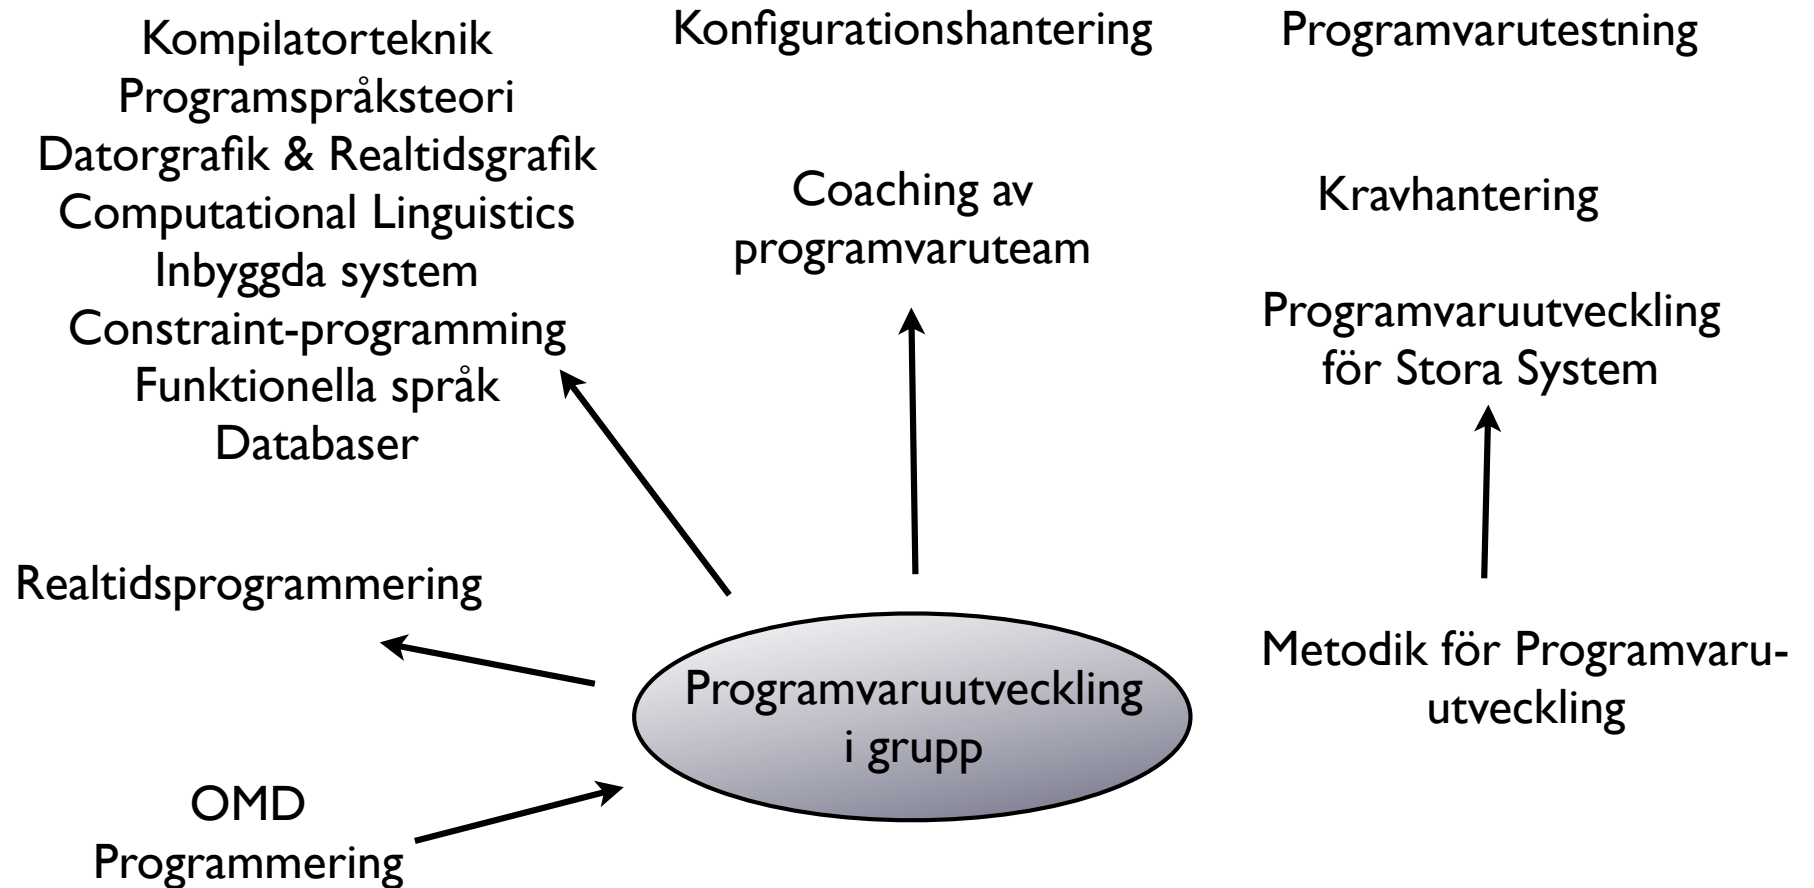 Kompilatorteknik
Programspråksteori
Datorgrafik & Realtidsgrafik
Computational Linguistics
Inbyggda system
Constraint-programming
Funktionella språk
Databaser
Konfigurationshantering
Programvarutestning
Coaching av
programvaruteam
Kravhantering
Programvaruutveckling
för Stora System
Realtidsprogrammering
Programvaruutveckling
i grupp
Metodik för Programvaru-
utveckling
OMD
Programmering